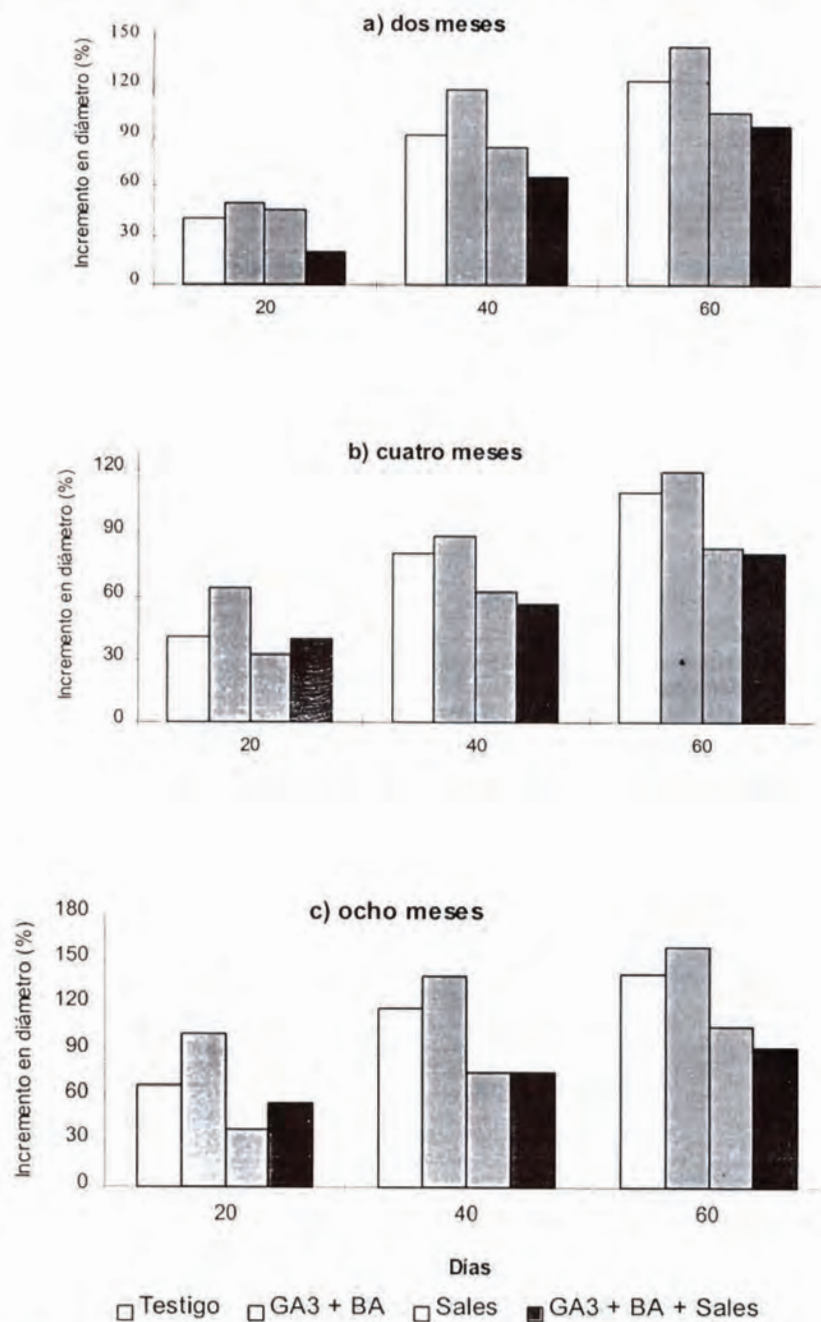 a) dos meses
Incremento en diámetro (%)
150
120
90
60
30
0
20 40 60
b) cuatro meses
Incremento en diámetro (%)
120
90
60
30
0
20 40 60
c) ocho meses
Incremento en diámetro (%)
180
150
120
90
60
30
0
20 40 60
Días
Testigo GA3 + BA Sales GA3 + BA + Sales